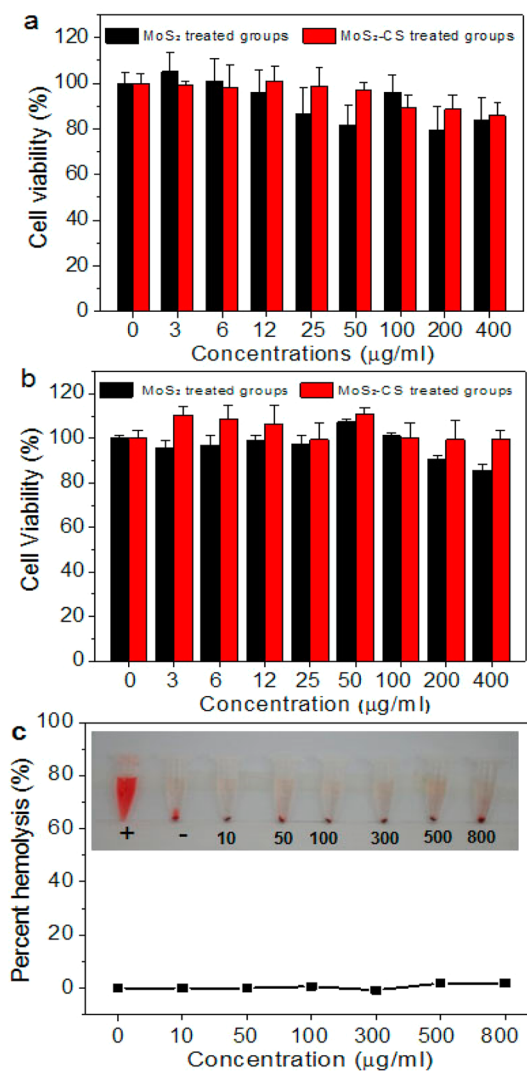 a
MoS₂ treated groups
MoS₂-CS treated groups
Cell viability (%)
120
100
80
60
40
20
0
0 3 6 12 25 50 100 200 400
Concentrations (μg/ml)
b
MoS₂ treated groups
MoS₂-CS treated groups
Cell Viability (%)
120
100
80
60
40
20
0
0 3 6 12 25 50 100 200 400
Concentration (μg/ml)
c
Percent hemolysis (%)
100
80
60
40
20
0
+ - 10 50 100 300 500 800
0 10 50 100 300 500 800
Concentration (μg/ml)